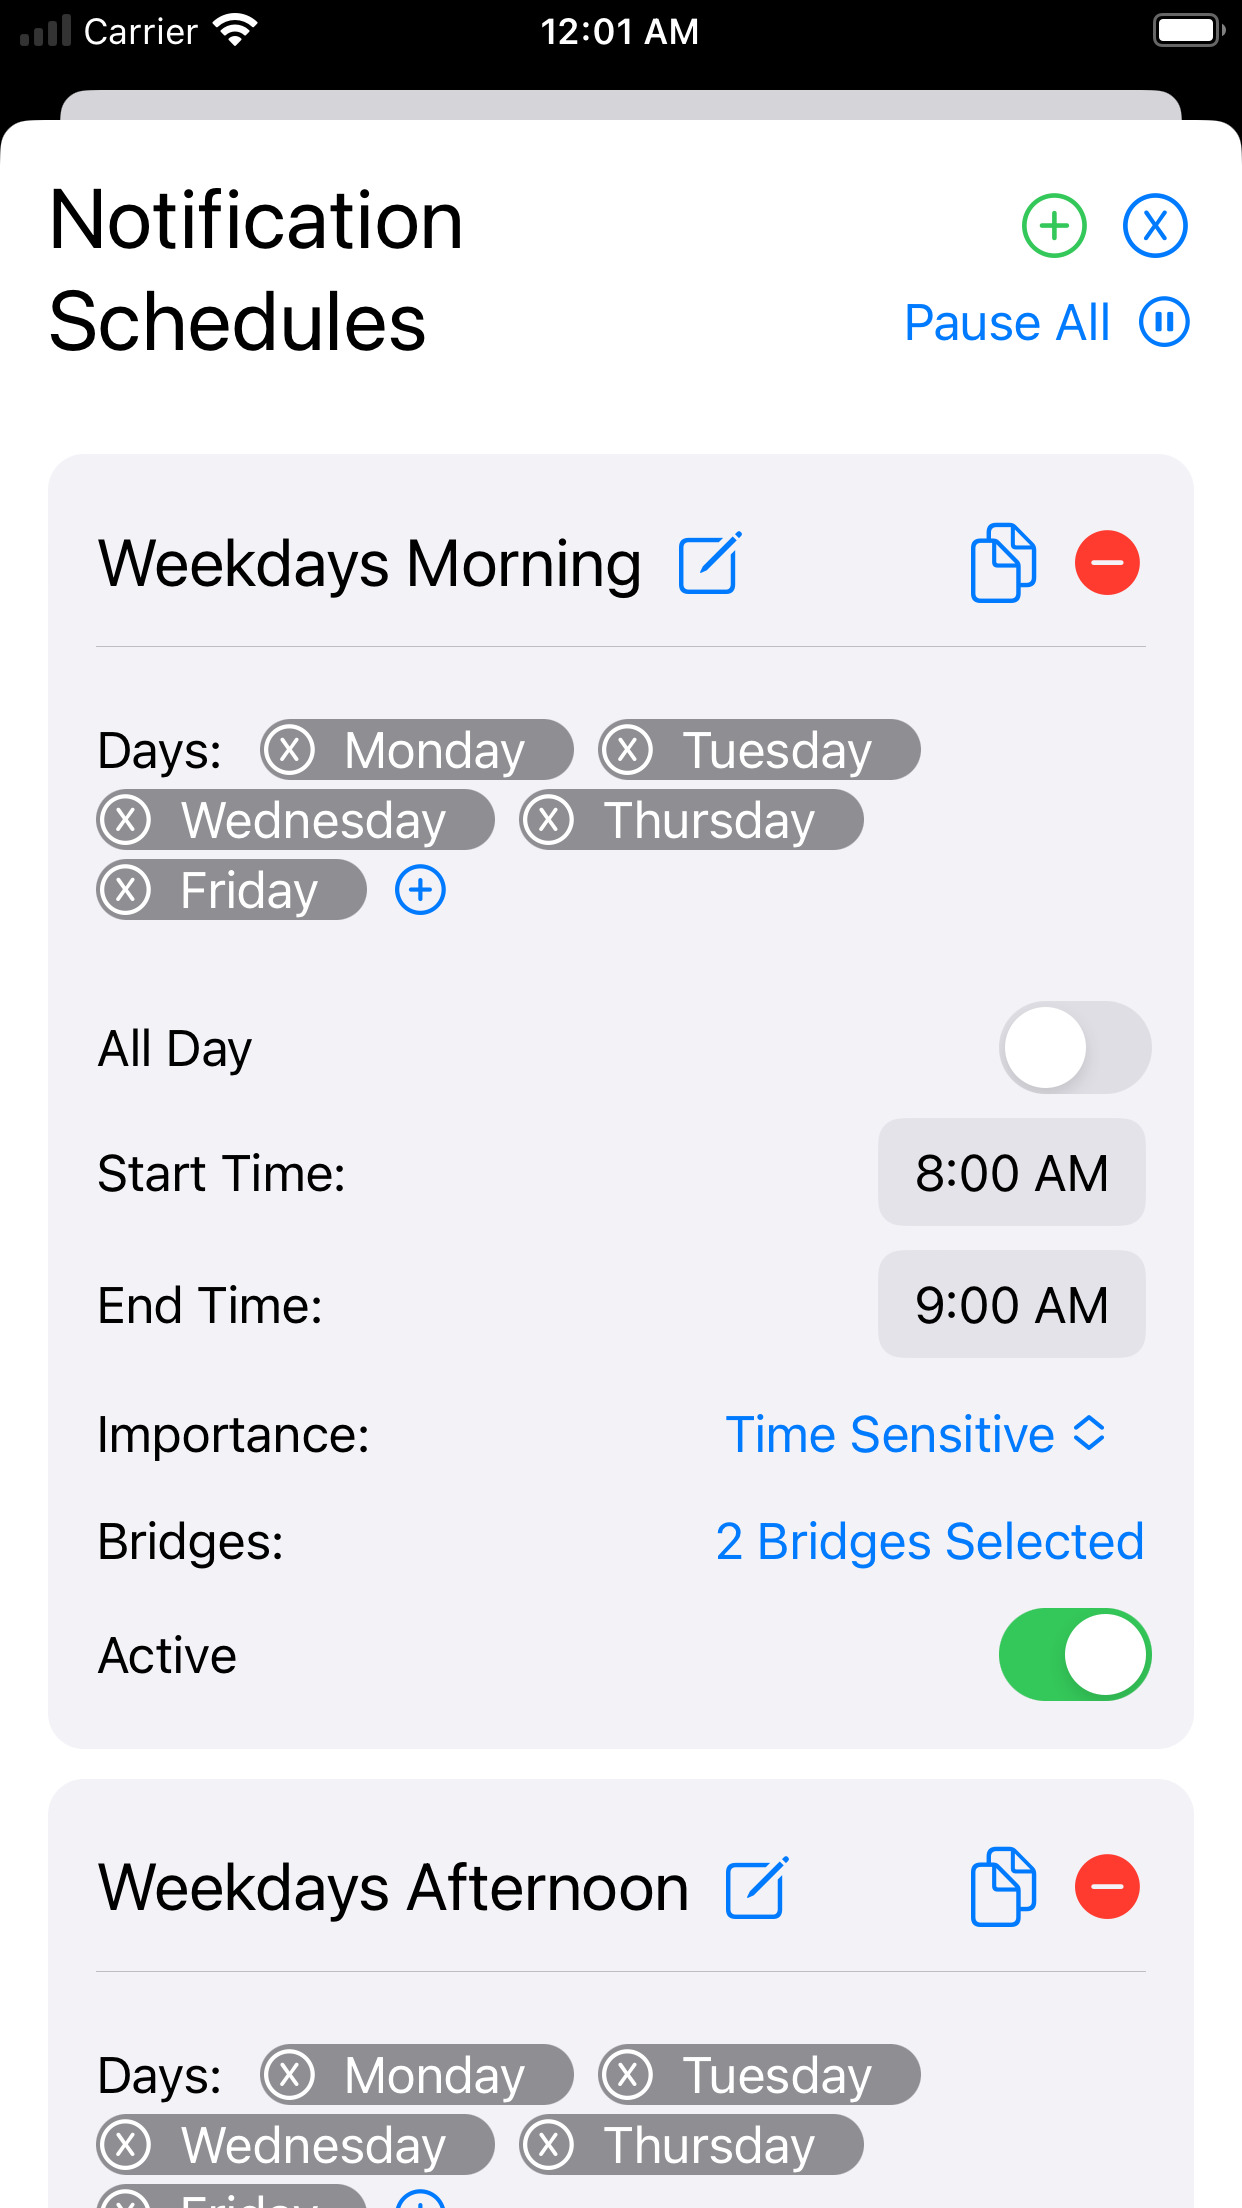 Carrier 12:01 AM
Notification
Schedules
Pause All
Weekdays Morning
Days: Monday Tuesday
Wednesday Thursday
Friday
All Day
Start Time: 8:00 AM
End Time: 9:00 AM
Importance: Time Sensitive
Bridges: 2 Bridges Selected
Active
Weekdays Afternoon
Days: Monday Tuesday
Wednesday Thursday
Friday